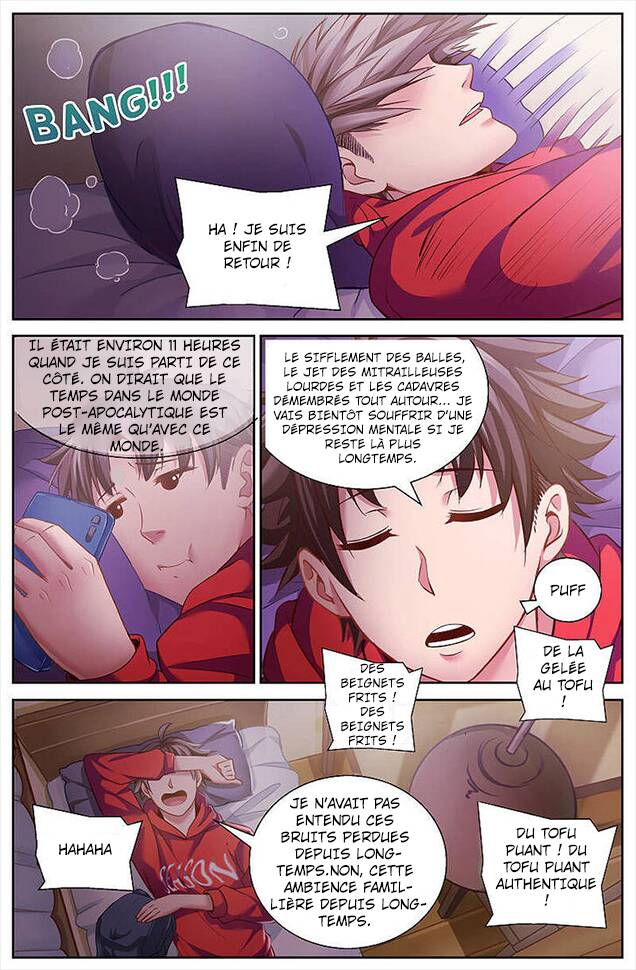 BANG!!!
HA ! JE SUIS
ENFIN DE
RETOUR !
IL ÉTAIT ENVIRON 11 HEURES
QUAND JE SUIS PARTI DE CE
CÔTÉ. ON DIRAIT QUE LE
TEMPS DANS LE MONDE
POST-APOCALYTIQUE EST
LE MÊME QU'AVEC CE
MONDE.
LE SIFFLEMENT DES BALLES,
LE JET DES MITRAILLEUSES
LOURDES ET LES CADAVRES
DÉMEMBRÉS TOUT AUTOUR... JE
VAIS BIENTÔT SOUFFRIR D'UNE
DÉPRESSION MENTALE SI JE
RESTE LÀ PLUS
LONGTEMPS.
PUFF
DE LA
GELÉE
AU TOFU !
DES
BEIGNETS
FRITS !
DES
BEIGNETS
FRITS !
HAHAHA
JE N'AVAIT PAS
ENTENDU CES
BRUITS PERDUES
DEPUIS LONG-
TEMPS.NON, CETTE
AMBIENCE FAMIL-
LIÈRE DEPUIS LONG-
TEMPS.
DU TOFU
PUANT ! DU
TOFU PUANT
AUTHENTIQUE
!